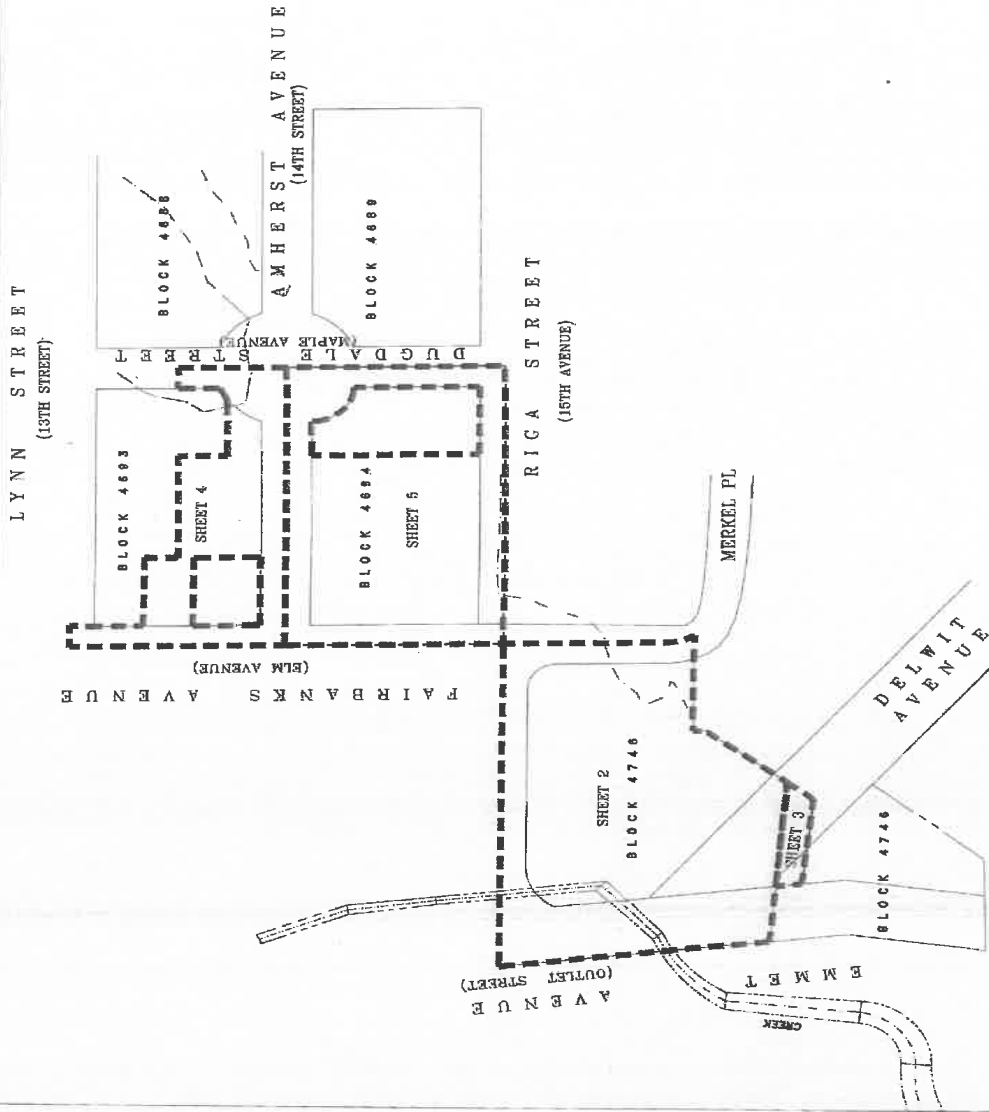 LYNN STREET
(13TH STREET)
AMHERST AVENUE
(14TH STREET)
BLOCK 4688
BLOCK 4693
SHEET 4
DUGDALE STREET
(MAPLE AVENUE)
BLOCK 4689
BLOCK 4694
SHEET 5
RIGA STREET
(15TH AVENUE)
FAIRBANKS AVENUE
(ELM AVENUE)
MERKEL PL
DELWIT
AVENUE
SHEET 2
BLOCK 4746
SHEET 3
BLOCK 4746
EMMET AVENUE
(OUTLET STREET)
CREEK